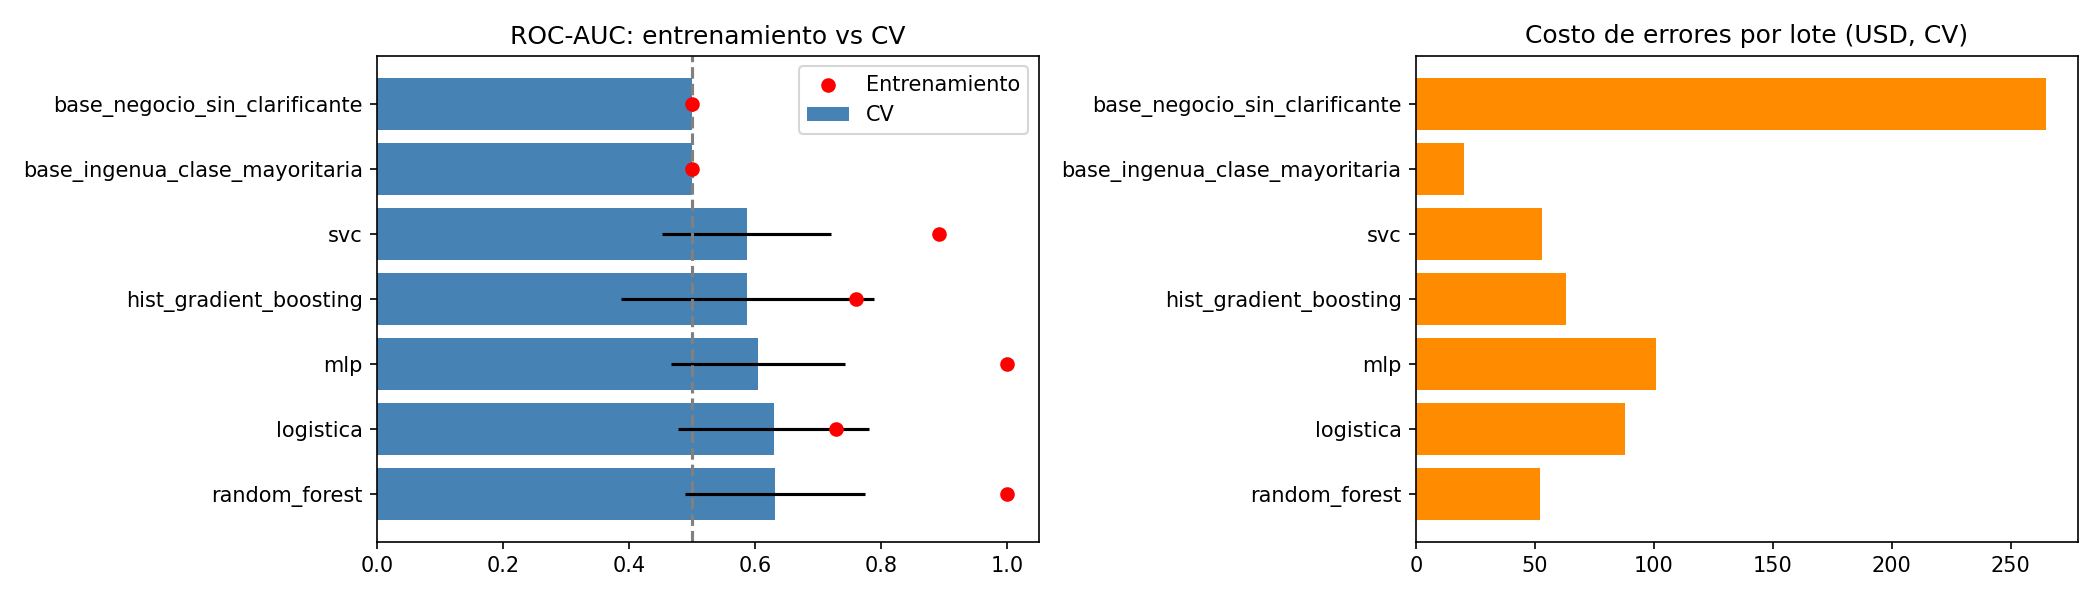 ROC-AUC: entrenamiento vs CV
Entrenamiento
CV
base_negocio_sin_clarificante
base_ingenua_clase_mayoritaria
svc
hist_gradient_boosting
mlp
logistica
random_forest
0.0 0.2 0.4 0.6 0.8 1.0
Costo de errores por lote (USD, CV)
base_negocio_sin_clarificante
base_ingenua_clase_mayoritaria
svc
hist_gradient_boosting
mlp
logistica
random_forest
0 50 100 150 200 250